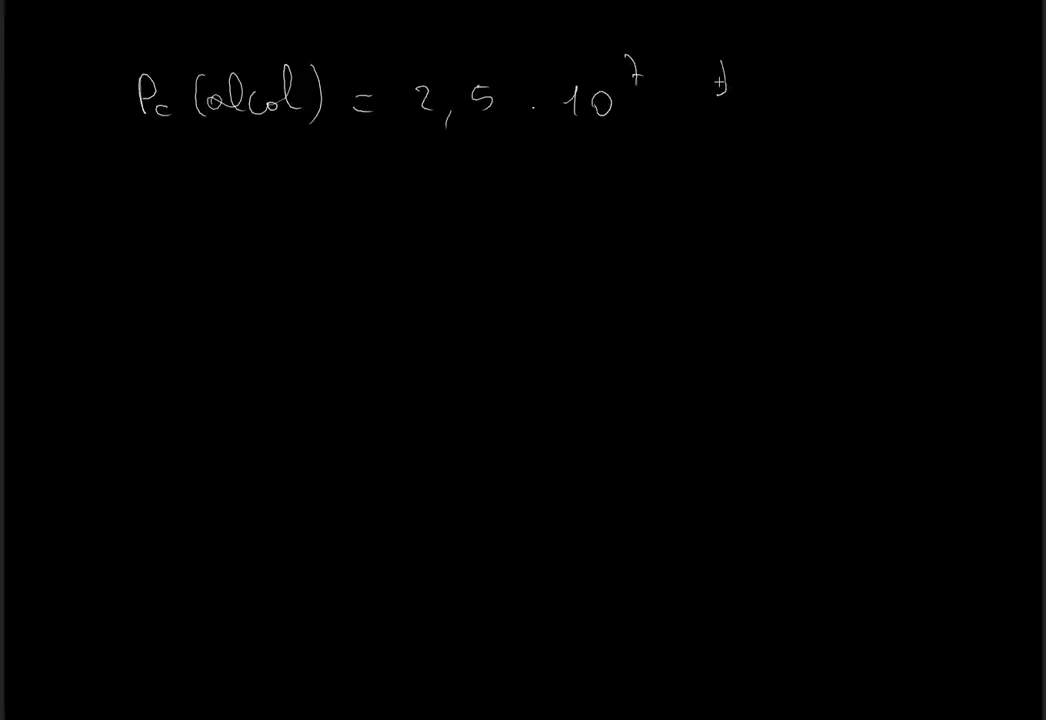 Pc (alcol) = 2,5 . 10⁷ J